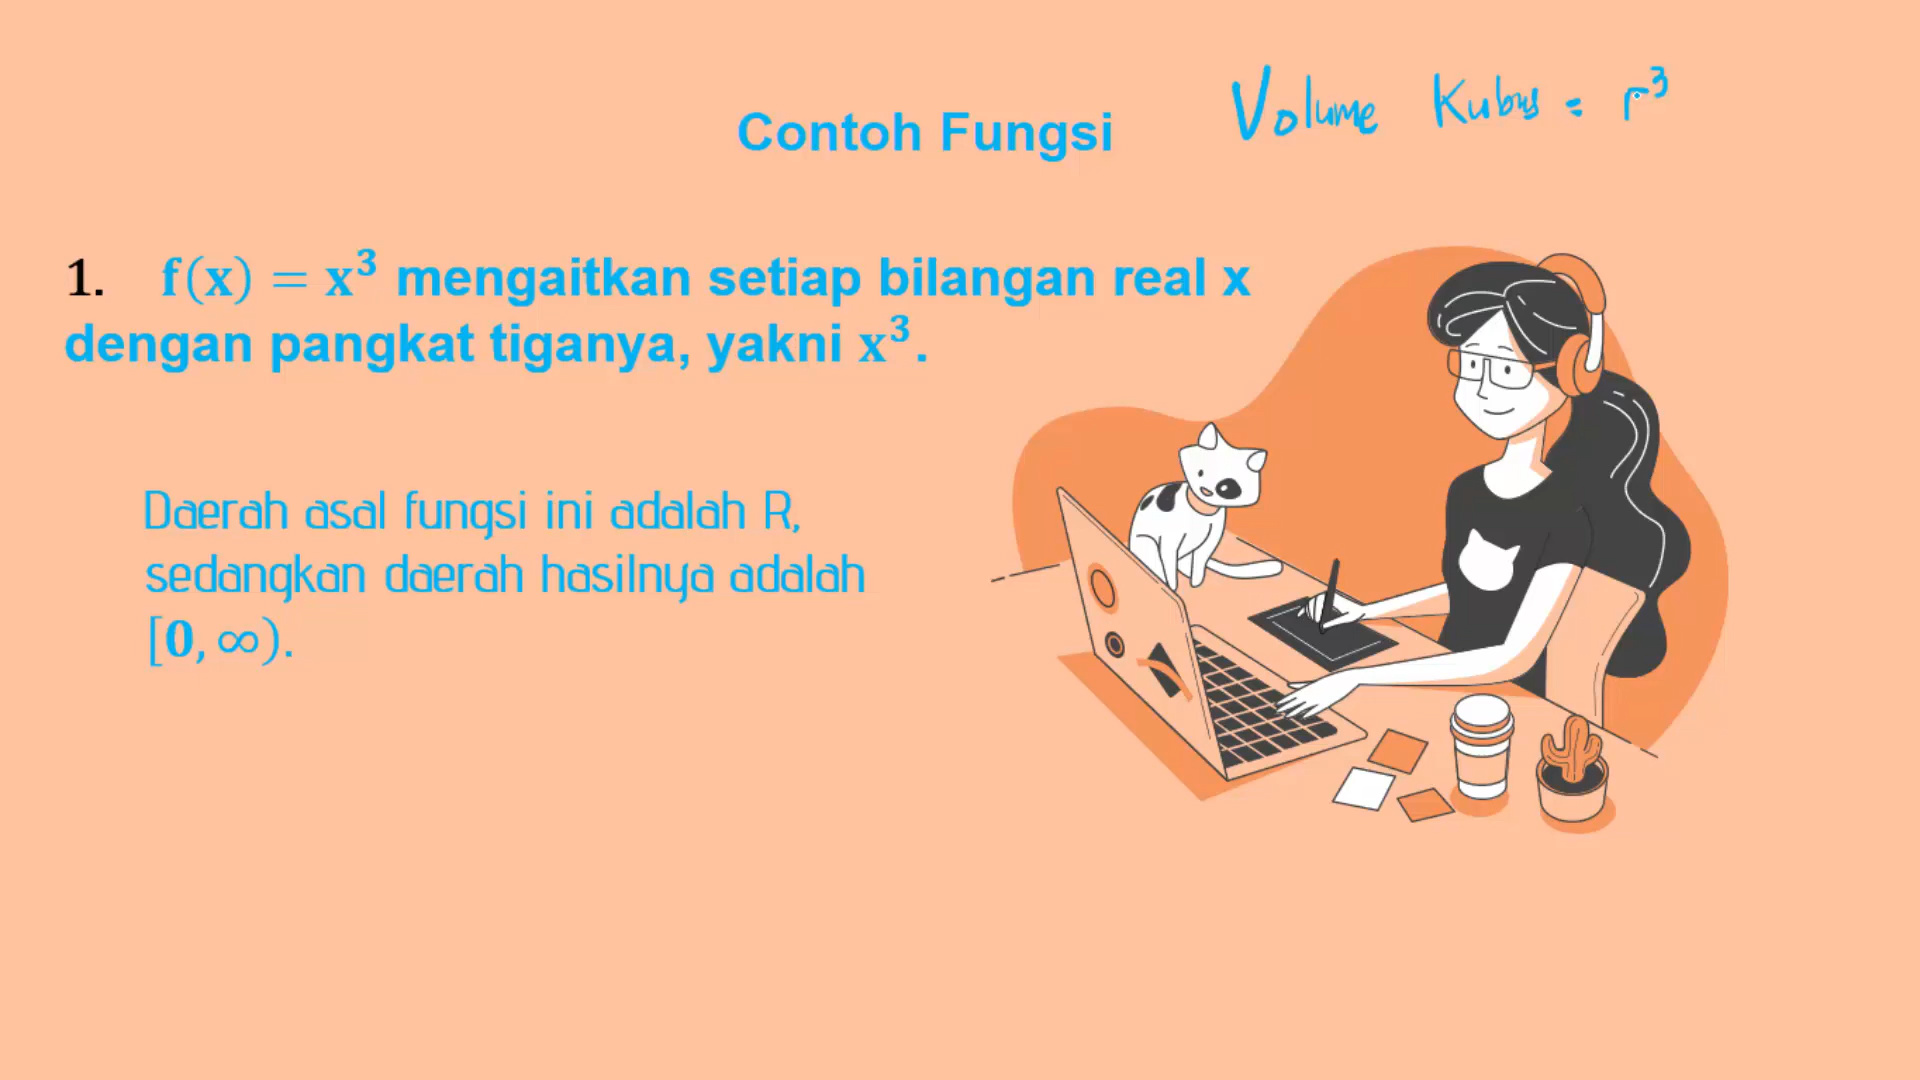 Contoh Fungsi
Volume Kubus = r³
1. f(x) = x³ mengaitkan setiap bilangan real x
dengan pangkat tiganya, yakni x³.
Daerah asal fungsi ini adalah R,
sedangkan daerah hasilnya adalah
[0, ∞).